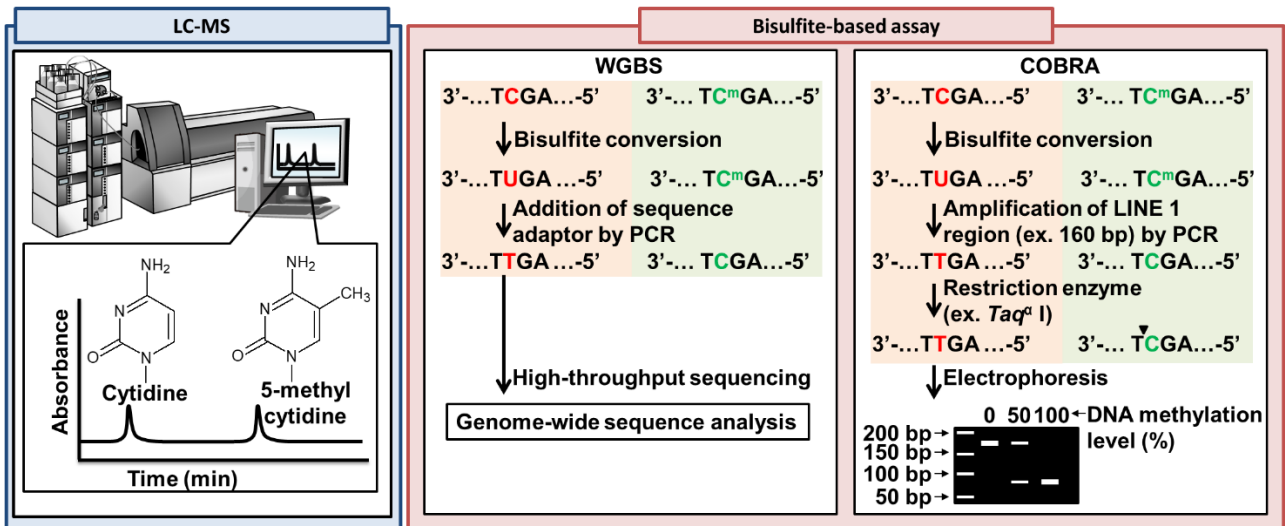 LC-MS
NH₂
N
O
N
Cytidine
NH₂
N
CH₃
O
N
5-methyl
cytidine
Absorbance
Time (min)
Bisulfite-based assay
WGBS
3’-...TCGA...-5’ 3’-... TCᵐGA...-5’
Bisulfite conversion
3’-...TUGA ...-5’ 3’-... TCᵐGA...-5’
Addition of sequence
adaptor by PCR
3’-...TTGA ...-5’ 3’-... TCGA...-5’
High-throughput sequencing
Genome-wide sequence analysis
COBRA
3’-...TCGA...-5’ 3’-... TCᵐGA...-5’
Bisulfite conversion
3’-...TUGA ...-5’ 3’-... TCᵐGA...-5’
Amplification of LINE 1
region (ex. 160 bp) by PCR
3’-...TTGA ...-5’ 3’-... TCGA...-5’
Restriction enzyme
(ex. Taqᵅ I)
3’-...TTGA ...-5’ 3’-... TCGA...-5’
Electrophoresis
0 50 100 ←DNA methylation
level (%)
200 bp→
150 bp→
100 bp→
50 bp→